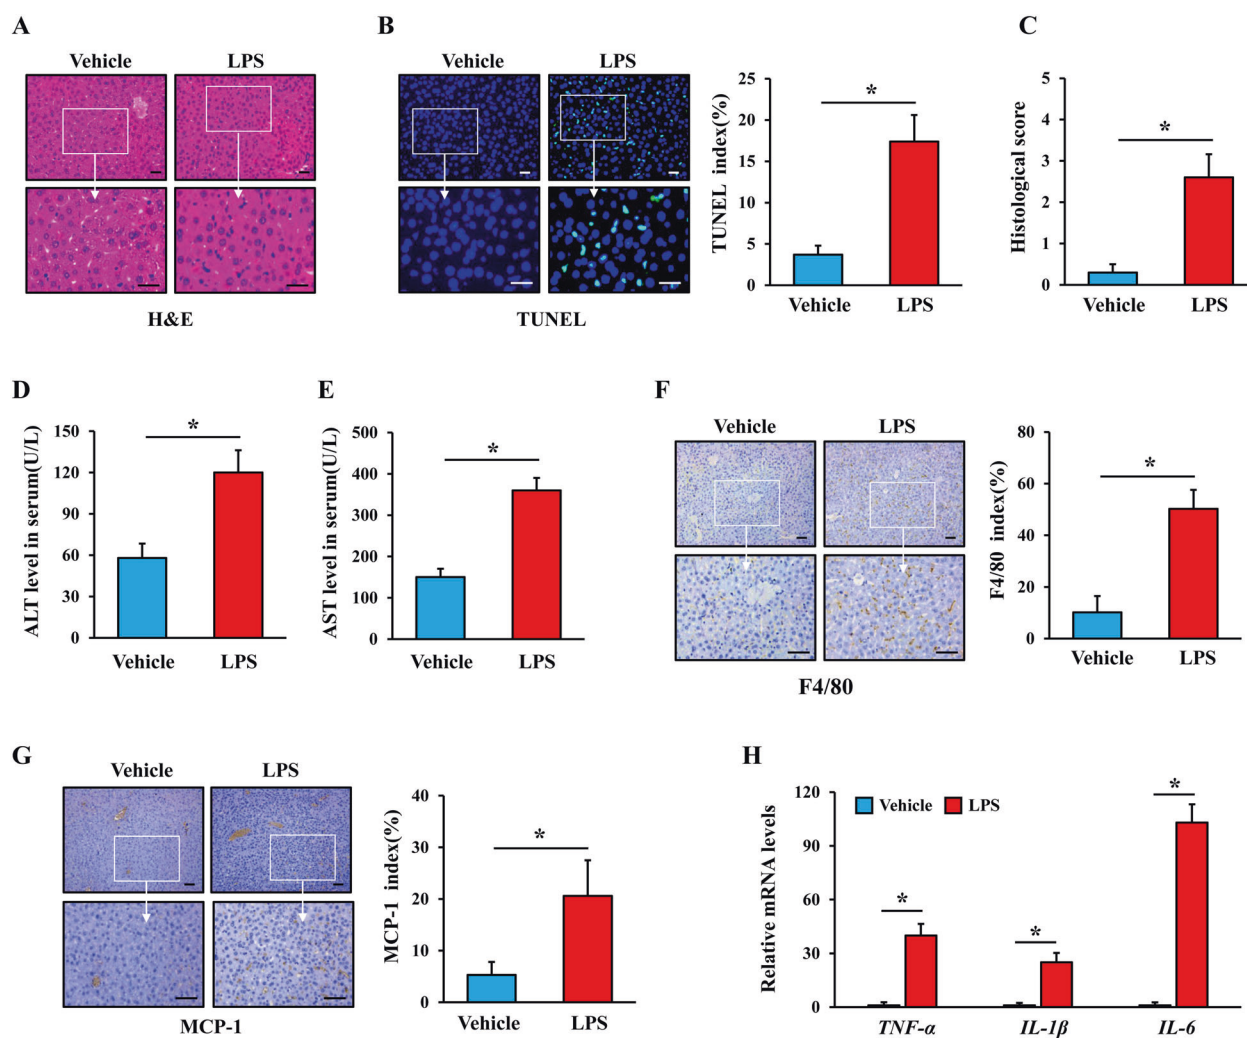 A
Vehicle LPS
H&E
B
Vehicle LPS
TUNEL
TUNEL index(%)
25
20
15
10
5
0
*
Vehicle LPS
C
Histological score
5
4
3
2
1
0
*
Vehicle LPS
D
ALT level in serum(U/L)
150
120
90
60
30
0
*
Vehicle LPS
E
AST level in serum(U/L)
500
400
300
200
100
0
*
Vehicle LPS
F
Vehicle LPS
F4/80
F4/80 index(%)
80
60
40
20
0
*
Vehicle LPS
G
Vehicle LPS
MCP-1
MCP-1 index(%)
40
30
20
10
0
*
Vehicle LPS
H
Relative mRNA levels
120
90
60
30
0
Vehicle LPS
*
*
*
TNF-α IL-1β IL-6